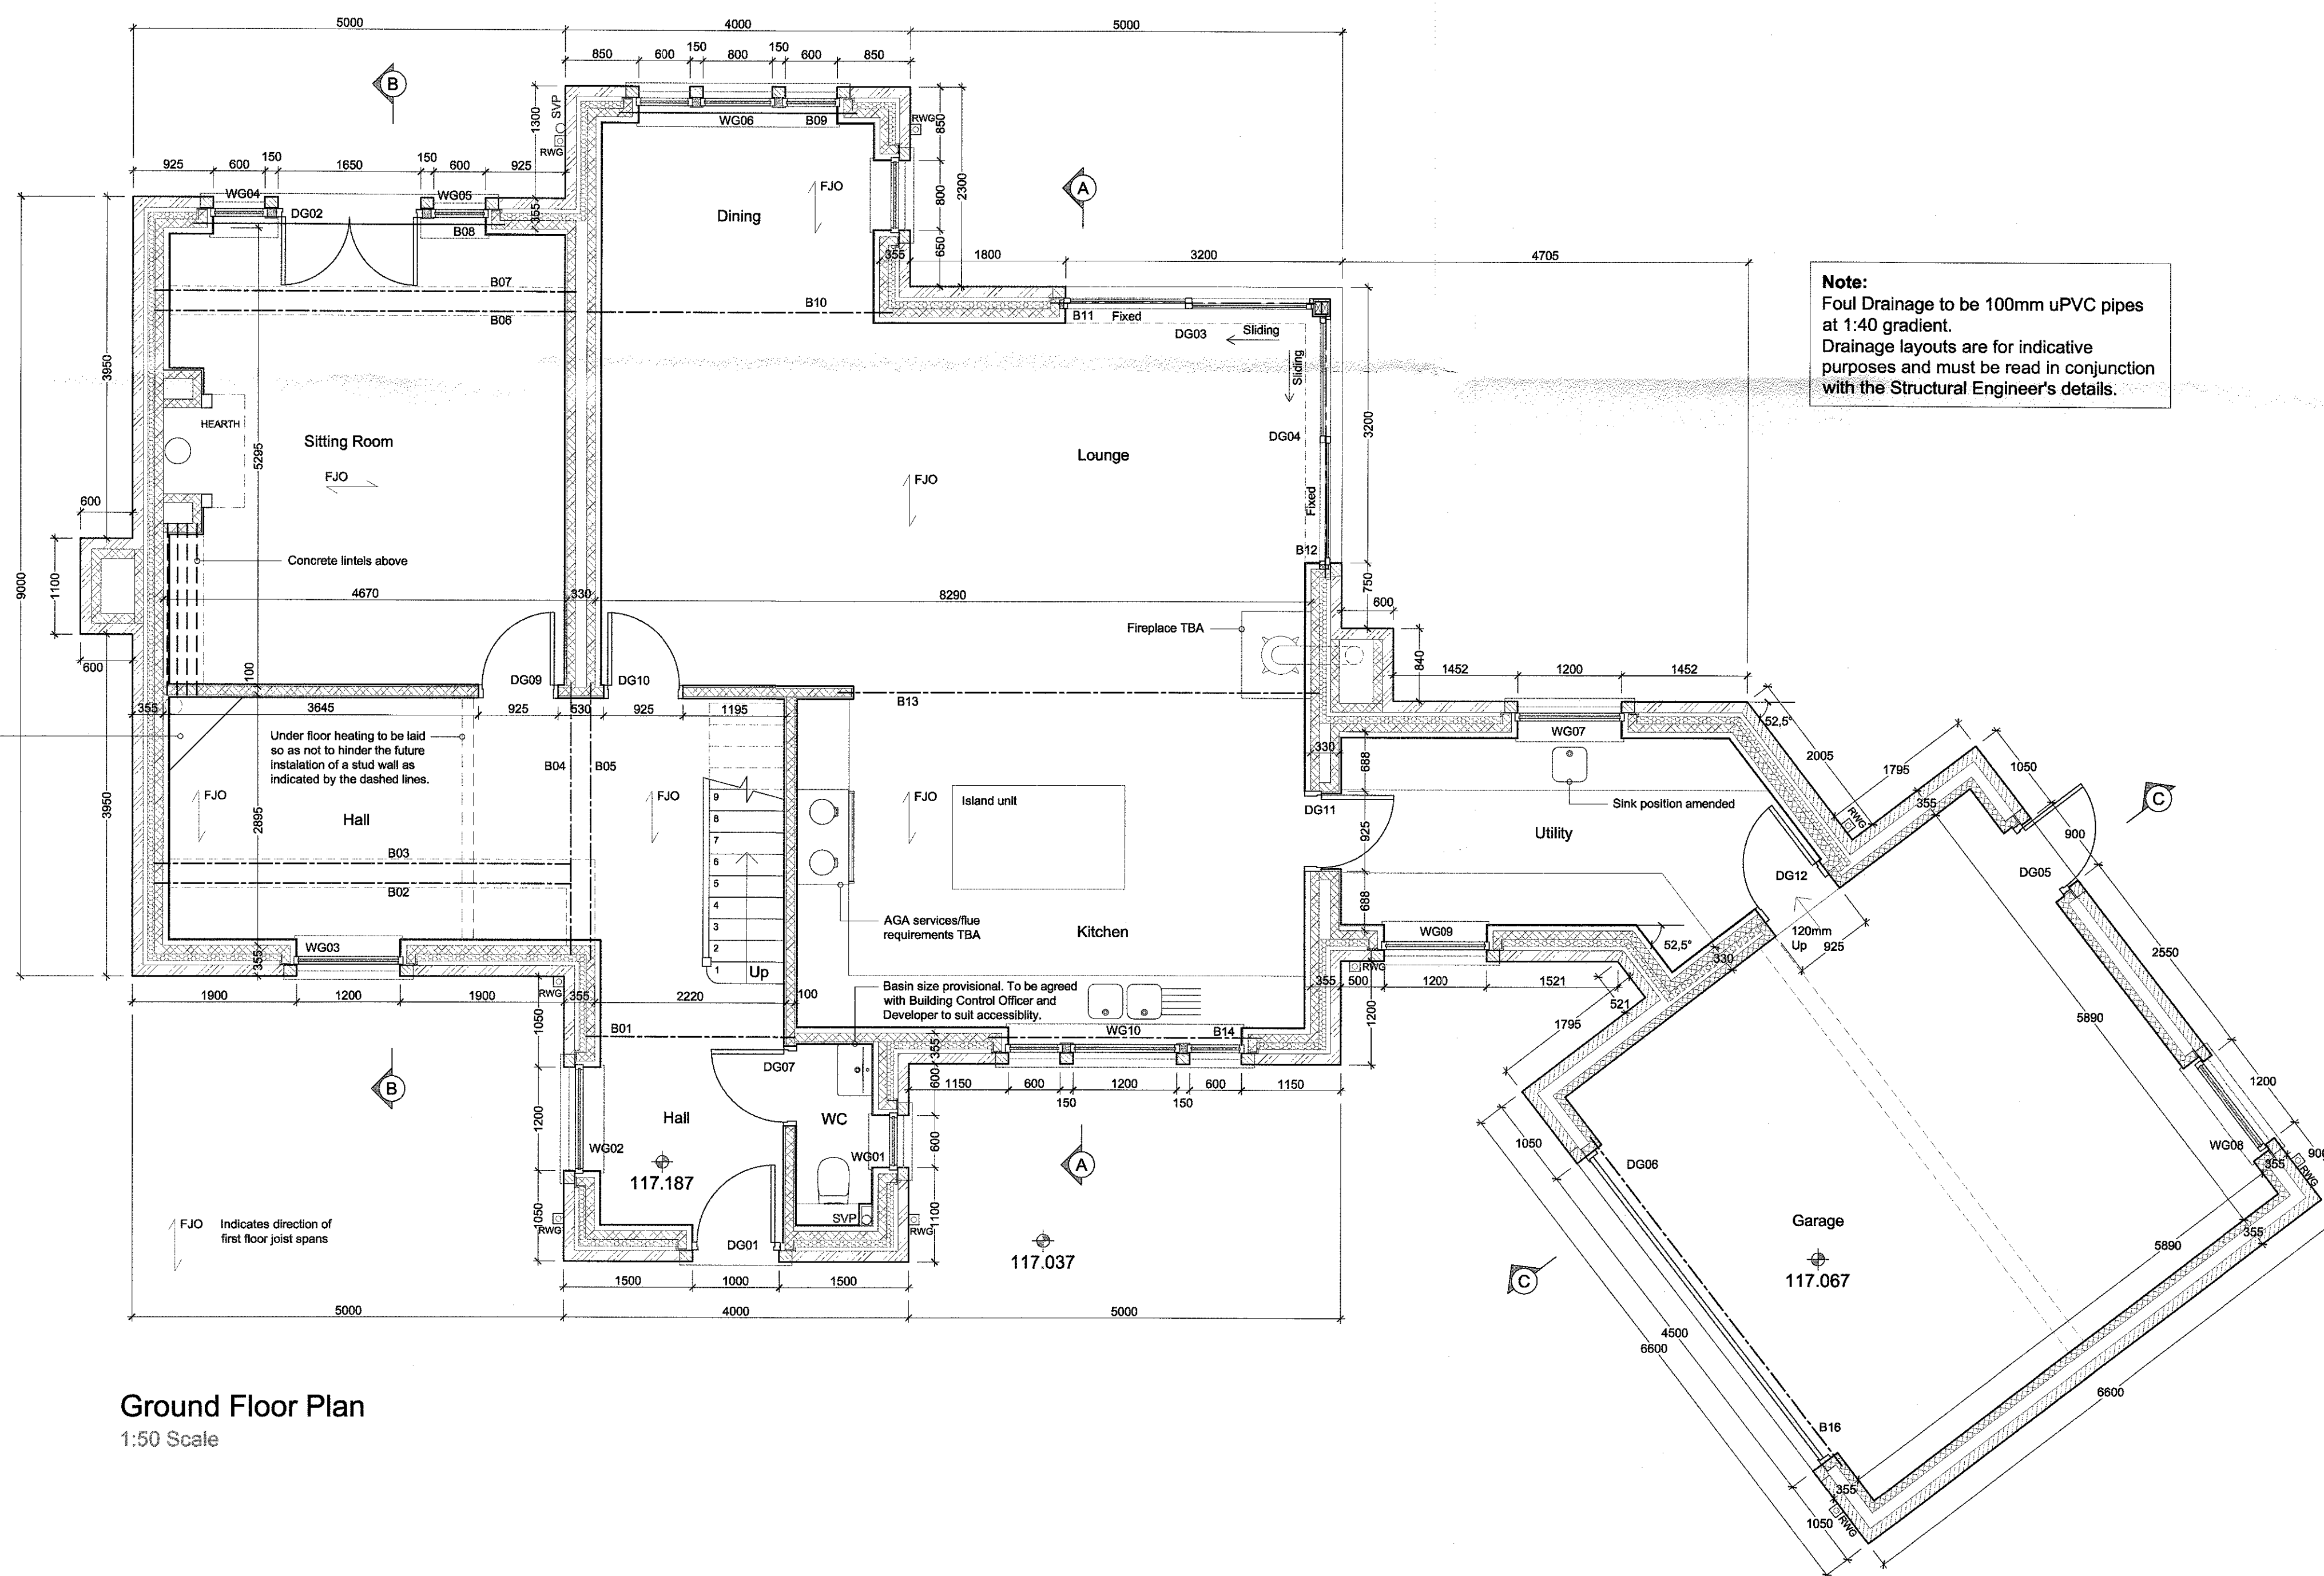 5000
4000
5000
850
600
150
800
150
600
850
B
SVP
1300
RWG
WG06
B09
RWG
850
925
600
150
1650
150
600
925
WG04
WG05
DG02
B08
355
Dining
FJO
800
2300
A
650
355
1800
3200
4705
Note:
Foul Drainage to be 100mm uPVC pipes
at 1:40 gradient.
Drainage layouts are for indicative
purposes and must be read in conjunction
with the Structural Engineer's details.
B07
B06
B10
B11
Fixed
DG03
Sliding
Sliding
3950
HEARTH
Sitting Room
5295
FJO
DG04
3200
Lounge
FJO
Fixed
600
Concrete lintels above
B12
9000
1100
4670
330
8290
750
600
Fireplace TBA
600
100
DG09
DG10
840
1452
1200
1452
B13
355
3645
925
530
925
1195
52,5°
WG07
330
688
2005
1795
1050
Under floor heating to be laid
so as not to hinder the future
instalation of a stud wall as
indicated by the dashed lines.
B04
B05
FJO
FJO
FJO
Island unit
DG11
Sink position amended
355
RWG
C
9
8
7
6
5
4
3
2
1
Up
Hall
2895
3950
925
Utility
900
DG05
B03
B02
DG12
688
AGA services/flue
requirements TBA
Kitchen
WG09
52,5°
120mm
Up
925
WG03
355
330
2550
RWG
1900
1200
1900
RWG
355
2220
100
Basin size provisional. To be agreed
with Building Control Officer and
Developer to suit accessiblity.
355
500
1200
1521
521
1795
1050
B01
WG10
B14
1200
5890
355
DG07
600
1150
600
1200
600
1150
150
150
1200
B
Hall
WC
WG02
WG01
600
A
1050
DG06
WG08
1200
900
355
RWG
117.187
1050
RWG
SVP
RWG
1100
FJO
Indicates direction of
first floor joist spans
DG01
117.037
Garage
117.067
5890
355
C
1500
1000
1500
5000
4000
5000
4500
6600
6600
Ground Floor Plan
1:50 Scale
B16
355
RWG
1050